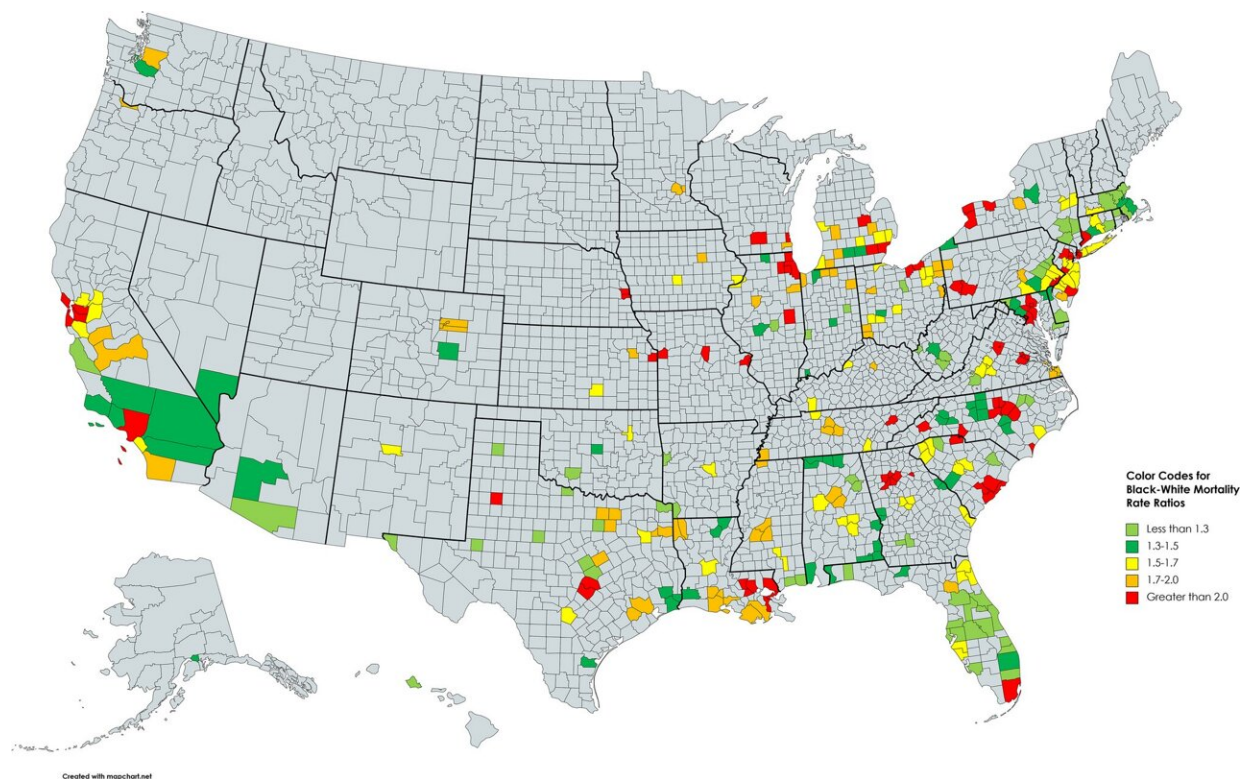 Color Codes for
Black-White Mortality
Rate Ratios
Less than 1.3
1.3-1.5
1.5-1.7
1.7-2.0
Greater than 2.0
Created with mapchart.net